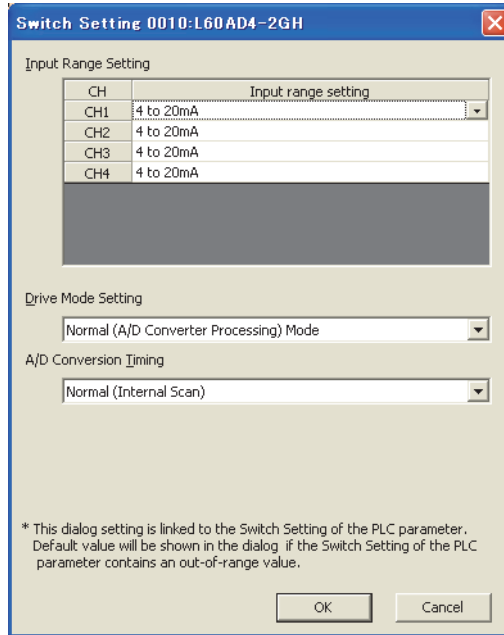 Switch Setting 0010:L60AD4-2GH
Input Range Setting
CH Input range setting
CH1 4 to 20mA
CH2 4 to 20mA
CH3 4 to 20mA
CH4 4 to 20mA
Drive Mode Setting
Normal (A/D Converter Processing) Mode
A/D Conversion Timing
Normal (Internal Scan)
* This dialog setting is linked to the Switch Setting of the PLC parameter.
Default value will be shown in the dialog if the Switch Setting of the PLC
parameter contains an out-of-range value.
OK Cancel